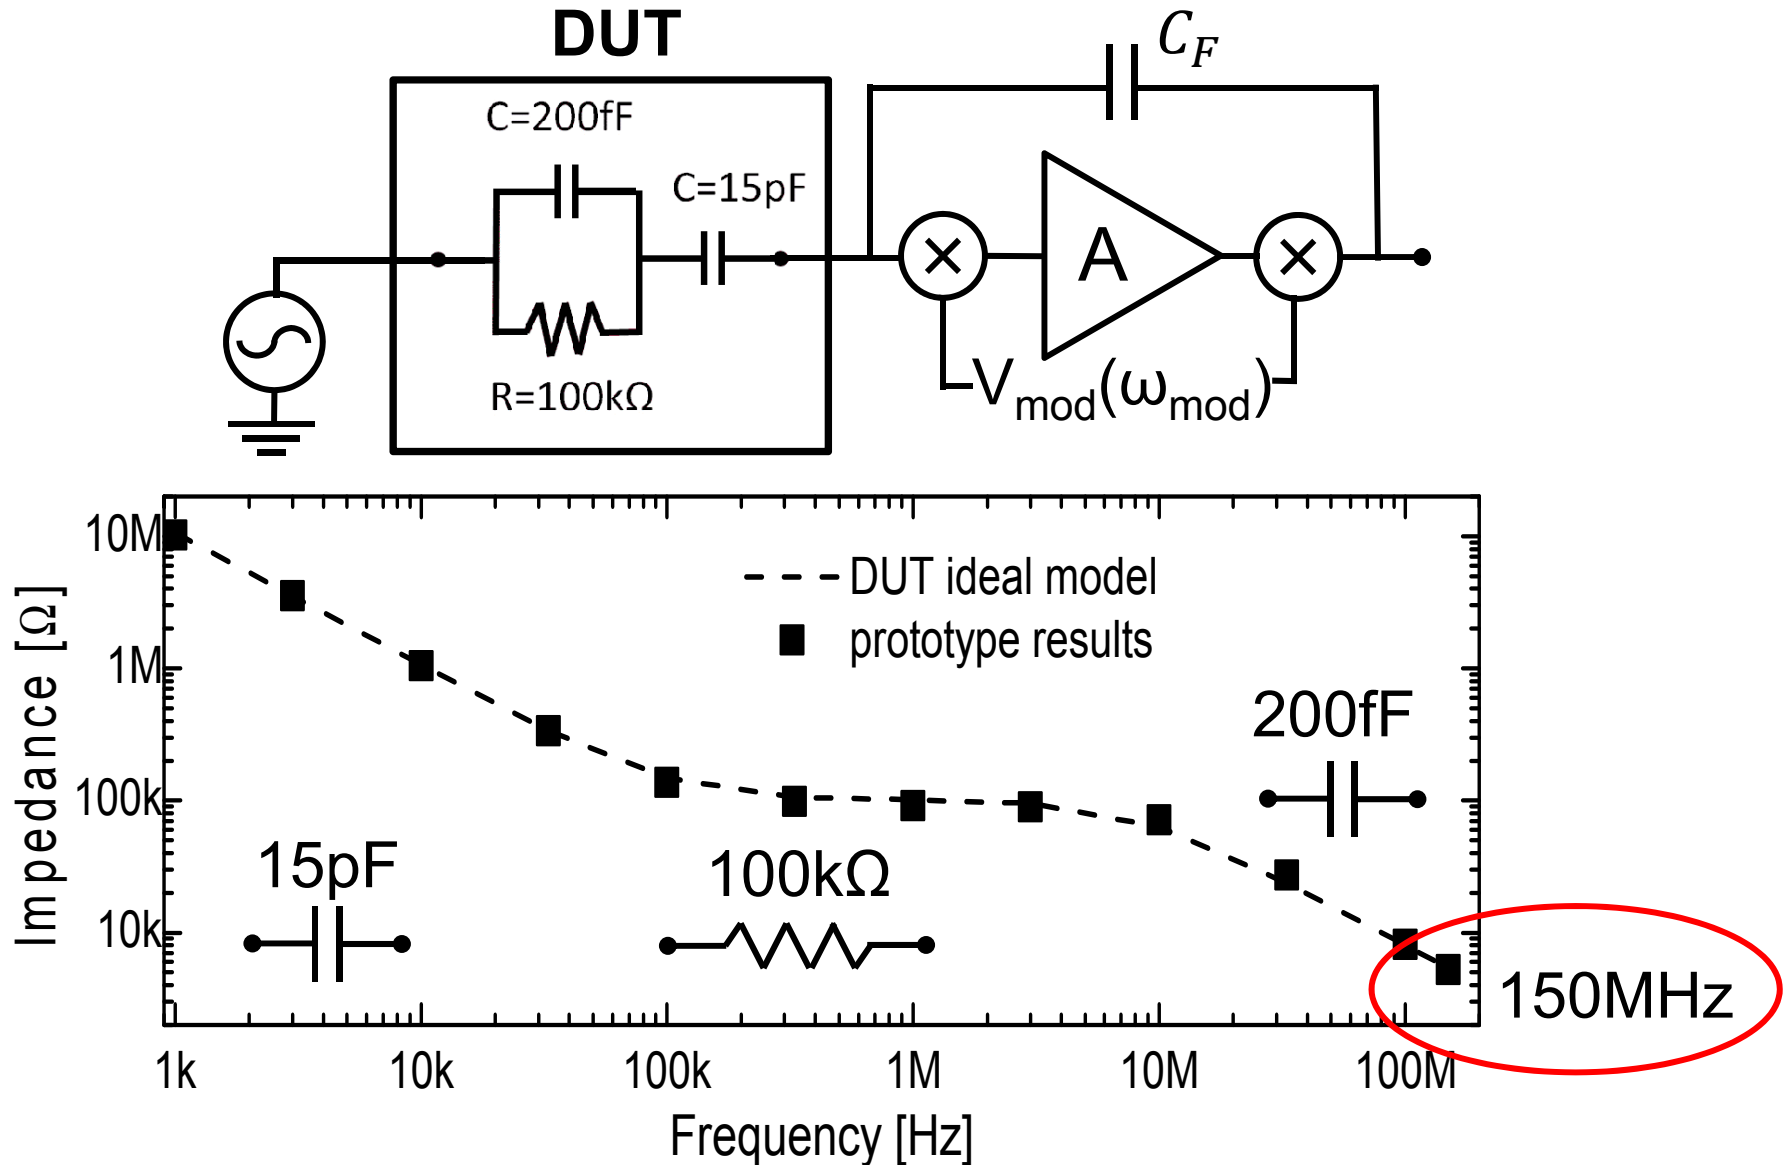 DUT
C_F
C=200fF
C=15pF
R=100kΩ
A
V_mod(ω_mod)
Impedance [Ω]
10M
1M
100k
10k
DUT ideal model
prototype results
200fF
15pF
100kΩ
150MHz
1k 10k 100k 1M 10M 100M
Frequency [Hz]